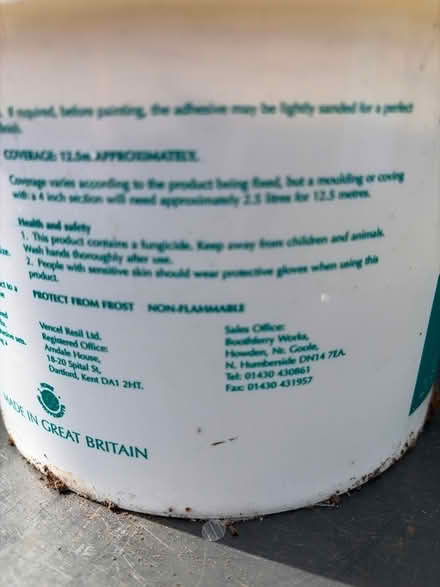 . If required, before painting, the adhesive may be lightly sanded for a perfect
finish.
COVERAGE: 12.5m. APPROXIMATELY.
Coverage varies according to the product being fixed, but a moulding or coving
with a 4 inch section will need approximately 2.5 litres for 12.5 metres.
Health and safety
1. This product contains a fungicide. Keep away from children and animals.
Wash hands thoroughly after use.
2. People with sensitive skin should wear protective gloves when using this
product.
PROTECT FROM FROST NON-FLAMMABLE
Vencel Resil Ltd.
Registered Office:
Arndale House,
18-20 Spital St,
Dartford, Kent DA1 2HT.
Sales Office:
Boothferry Works,
Howden, Nr. Goole,
N. Humberside DN14 7EA.
Tel: 01430 430861
Fax: 01430 431957
MADE IN GREAT BRITAIN